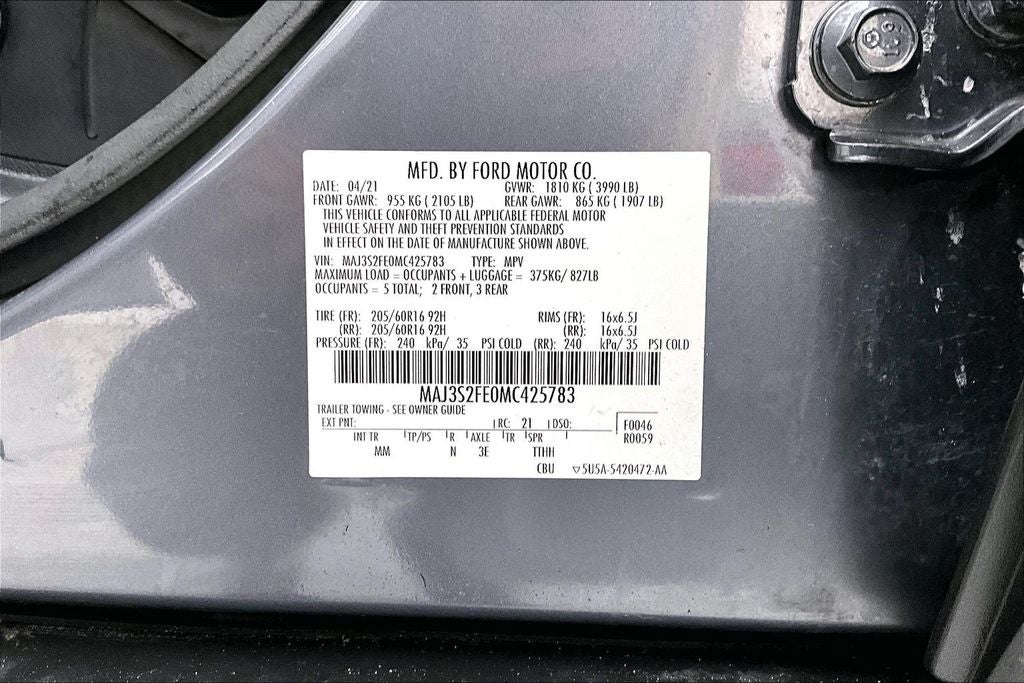 MFD. BY FORD MOTOR CO.
DATE: 04/21 GVWR: 1810 KG ( 3990 LB)
FRONT GAWR: 955 KG ( 2105 LB) REAR GAWR: 865 KG ( 1907 LB)
THIS VEHICLE CONFORMS TO ALL APPLICABLE FEDERAL MOTOR
VEHICLE SAFETY AND THEFT PREVENTION STANDARDS
IN EFFECT ON THE DATE OF MANUFACTURE SHOWN ABOVE.
VIN: MAJ3S2FE0MC425783 TYPE: MPV
MAXIMUM LOAD = OCCUPANTS + LUGGAGE = 375KG/ 827LB
OCCUPANTS = 5 TOTAL; 2 FRONT, 3 REAR
TIRE (FR): 205/60R16 92H RIMS (FR): 16x6.5J
(RR): 205/60R16 92H (RR): 16x6.5J
PRESSURE (FR): 240 kPa/ 35 PSI COLD (RR): 240 kPa/ 35 PSI COLD
MAJ3S2FE0MC425783
TRAILER TOWING - SEE OWNER GUIDE
EXT PNT: RC: 21 DSO: F0046
R0059
INT TR TP/PS R AXLE TR SPR
MM N 3E TTHH
CBU ▽5U5A-5420472-AA